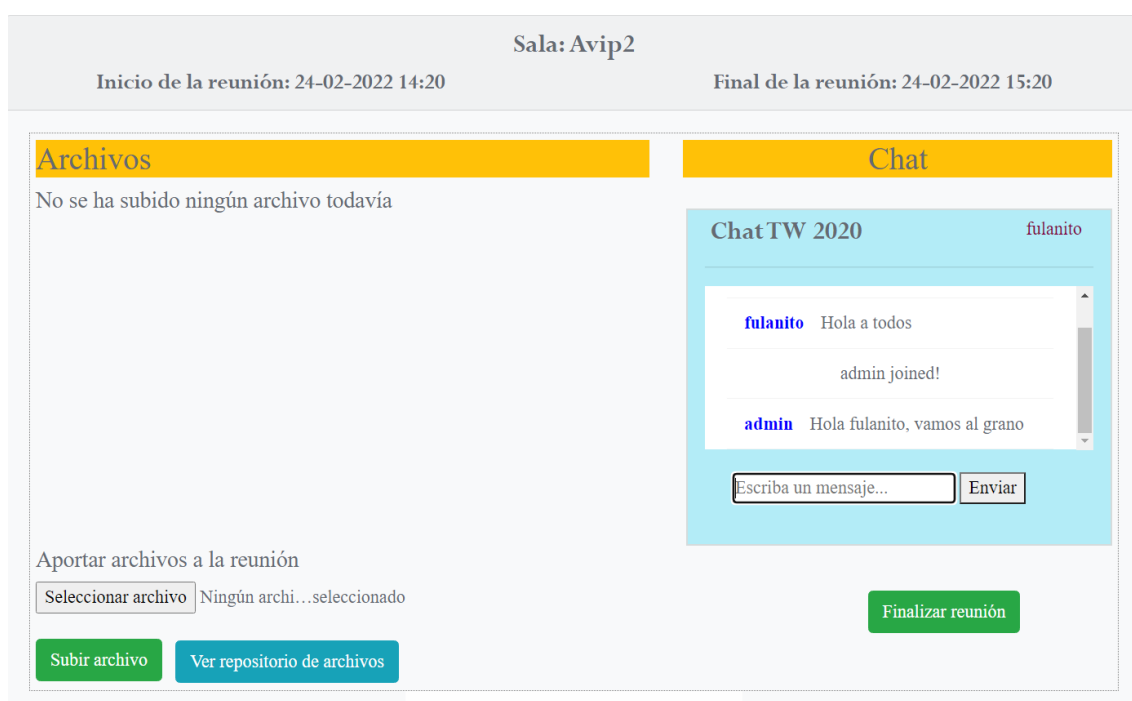 Sala: Avip2
Inicio de la reunión: 24-02-2022 14:20
Final de la reunión: 24-02-2022 15:20
Archivos
No se ha subido ningún archivo todavía
Chat
Chat TW 2020
fulanito
fulanito Hola a todos
admin joined!
admin Hola fulanito, vamos al grano
Escriba un mensaje... Enviar
Aportar archivos a la reunión
Seleccionar archivo Ningún archi…seleccionado
Subir archivo
Ver repositorio de archivos
Finalizar reunión